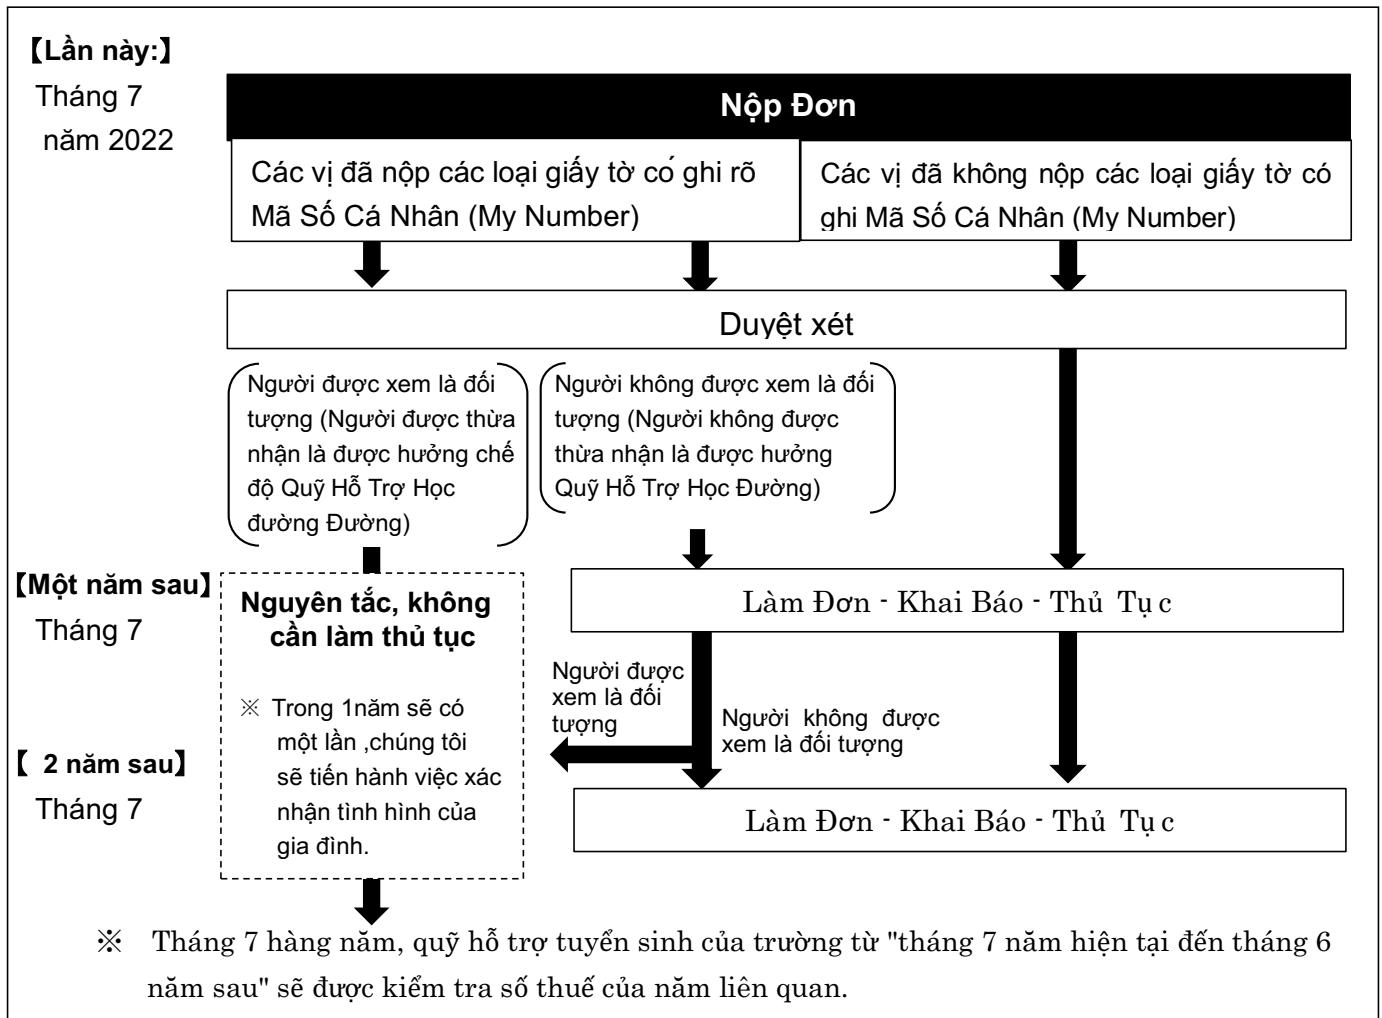 【Lần này:】
Tháng 7
năm 2022
Nộp Đơn
Các vị đã nộp các loại giấy tờ có ghi rõ
Mã Số Cá Nhân (My Number)
Các vị đã không nộp các loại giấy tờ có
ghi Mã Số Cá Nhân (My Number)
Duyệt xét
Người được xem là đối
tượng (Người được thừa
nhận là được hưởng chế
độ Quỹ Hỗ Trợ Học
đường Đường)
Người không được xem là đối
tượng (Người không được
thừa nhận là được hưởng
Quỹ Hỗ Trợ Học Đường)
【Một năm sau】
Tháng 7
Nguyên tắc, không
cần làm thủ tục
※ Trong 1năm sẽ có
một lần ,chúng tôi
sẽ tiến hành việc xác
nhận tình hình của
gia đình.
Làm Đơn - Khai Báo - Thủ Tục
Người được
xem là đối
tượng
Người không được
xem là đối tượng
【 2 năm sau】
Tháng 7
Làm Đơn - Khai Báo - Thủ Tục
※ Tháng 7 hàng năm, quỹ hỗ trợ tuyển sinh của trường từ "tháng 7 năm hiện tại đến tháng 6
năm sau" sẽ được kiểm tra số thuế của năm liên quan.